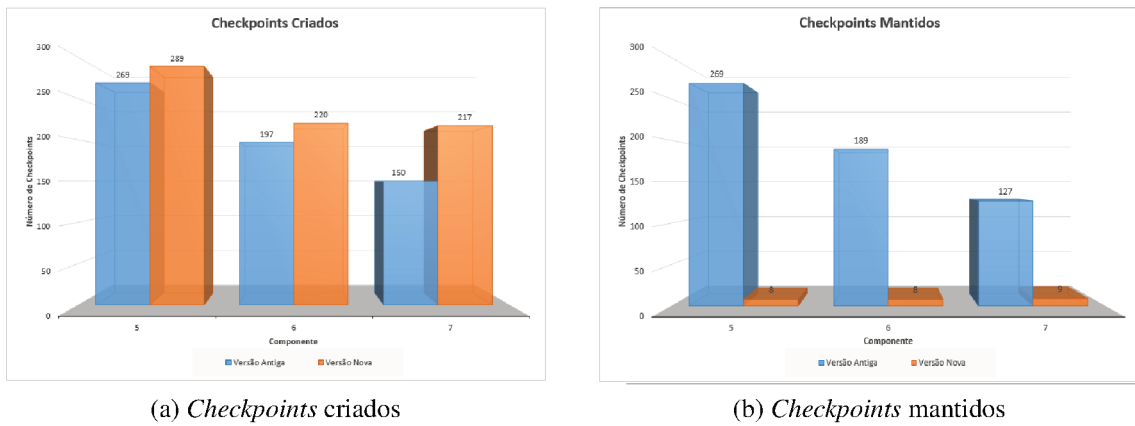 Checkpoints Criados
Número de Checkpoints
300
250
200
150
100
50
0
269
289
197
220
150
217
5
6
7
Componente
Versão Antiga
Versão Nova
(a) Checkpoints criados
Checkpoints Mantidos
Número de Checkpoints
300
250
200
150
100
50
0
269
8
189
8
127
9
5
6
7
Componente
Versão Antiga
Versão Nova
(b) Checkpoints mantidos